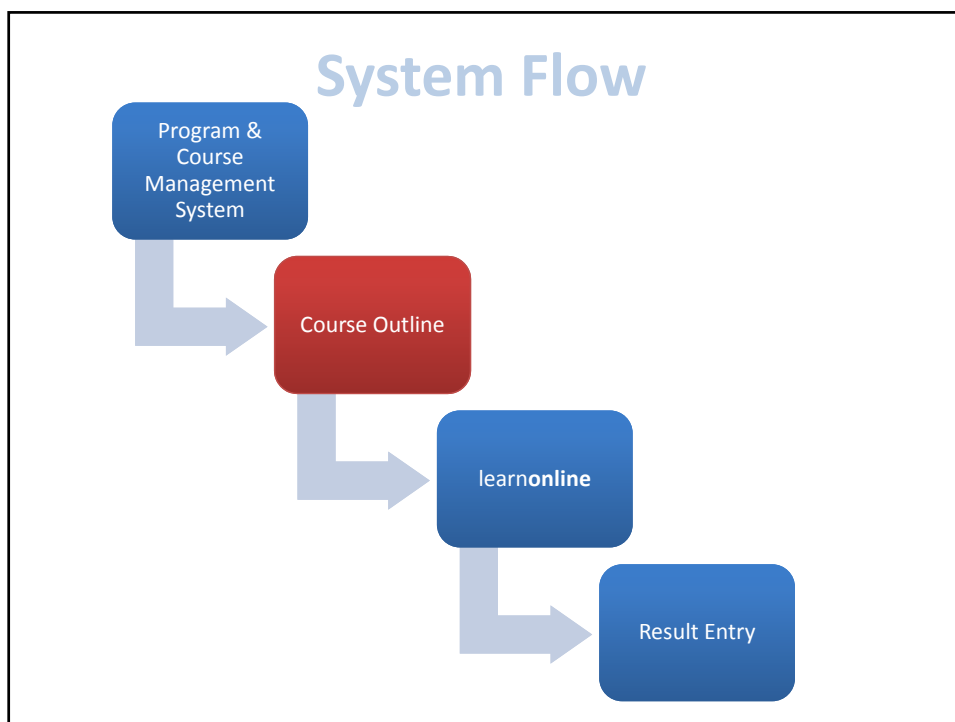 System Flow
Program &
Course
Management
System
Course Outline
learnonline
Result Entry